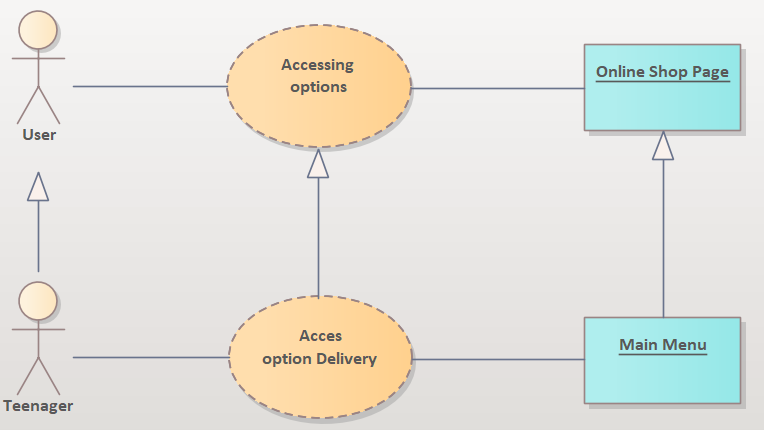 Accessing
options
Online Shop Page
User
Acces
option Delivery
Main Menu
Teenager